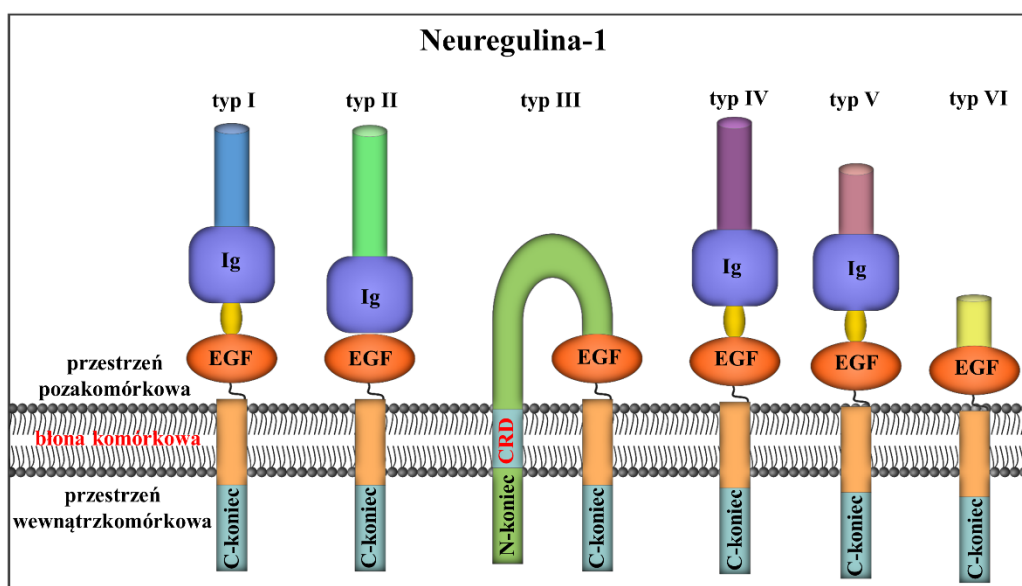 Neuregulina-1
typ I
typ II
typ III
typ IV
typ V
typ VI
Ig
Ig
Ig
Ig
EGF
EGF
EGF
EGF
EGF
EGF
przestrzeń
pozakomórkowa
błona komórkowa
CRD
przestrzeń
wewnątrzkomórkowa
C-koniec
C-koniec
N-koniec
C-koniec
C-koniec
C-koniec
C-koniec